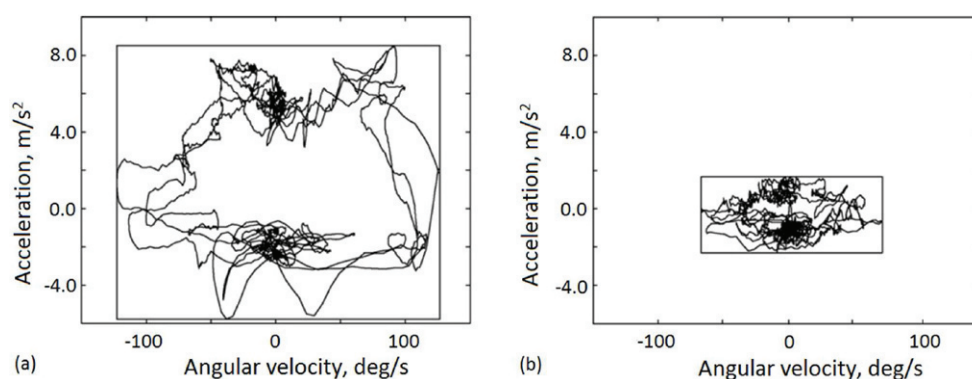 8.0
4.0
0.0
-4.0
Acceleration, m/s²
-100
0
100
(a)
Angular velocity, deg/s
8.0
4.0
0.0
-4.0
Acceleration, m/s²
-100
0
100
(b)
Angular velocity, deg/s